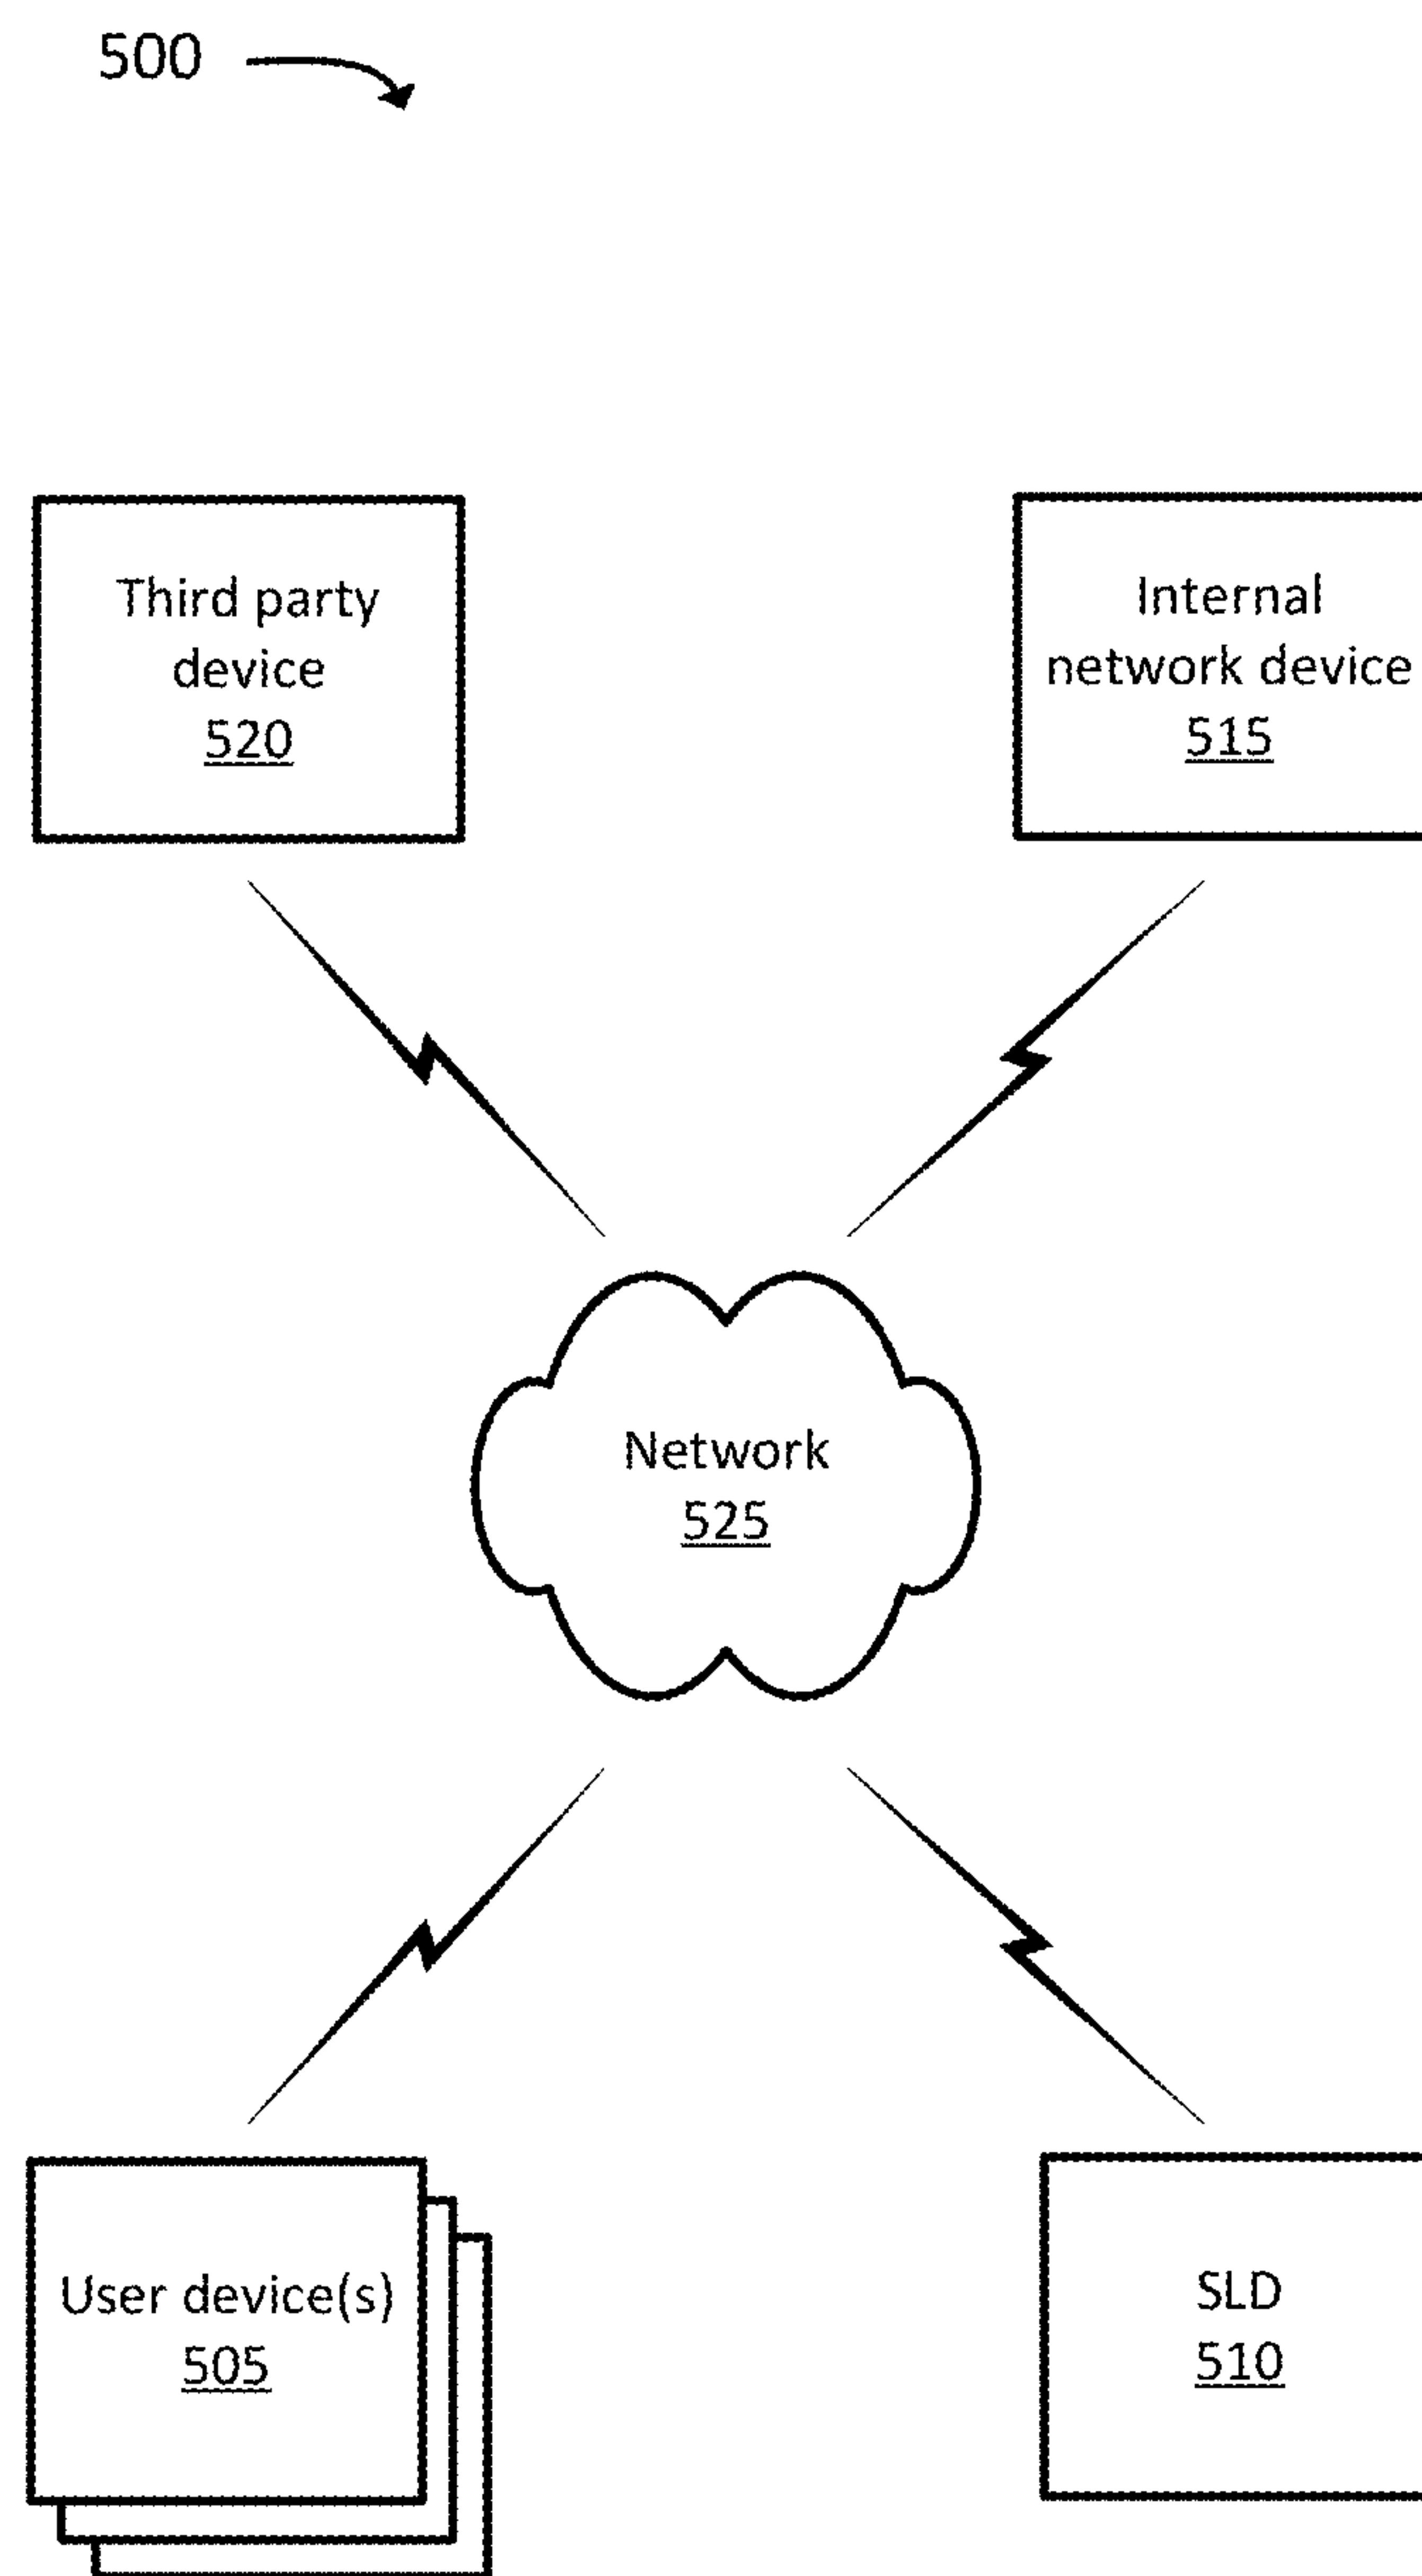 500
Third party
device
520
Internal
network device
515
Network
525
User device(s)
505
SLD
510